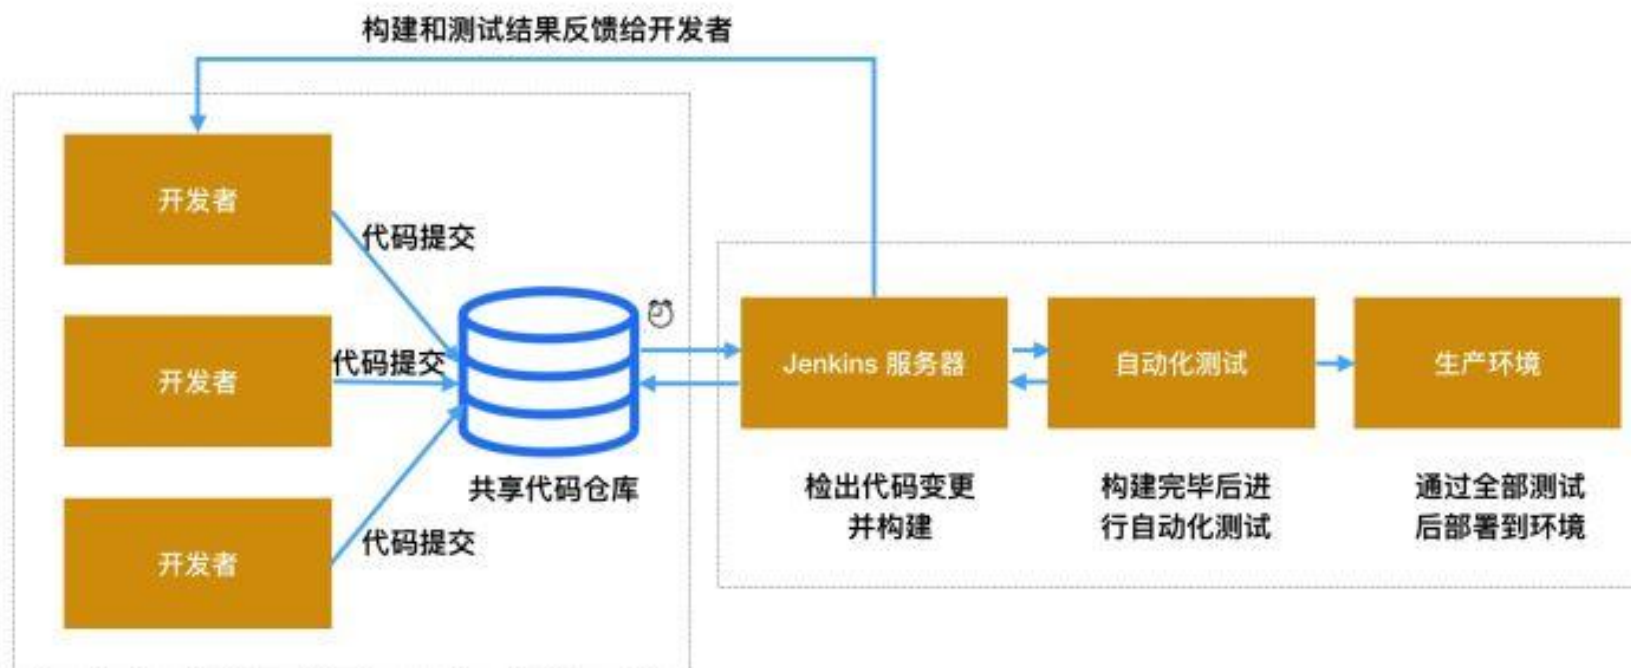 构建和测试结果反馈给开发者
开发者
代码提交
开发者
代码提交
开发者
代码提交
共享代码仓库
Jenkins 服务器
自动化测试
生产环境
检出代码变更
并构建
构建完毕后进
行自动化测试
通过全部测试
后部署到环境